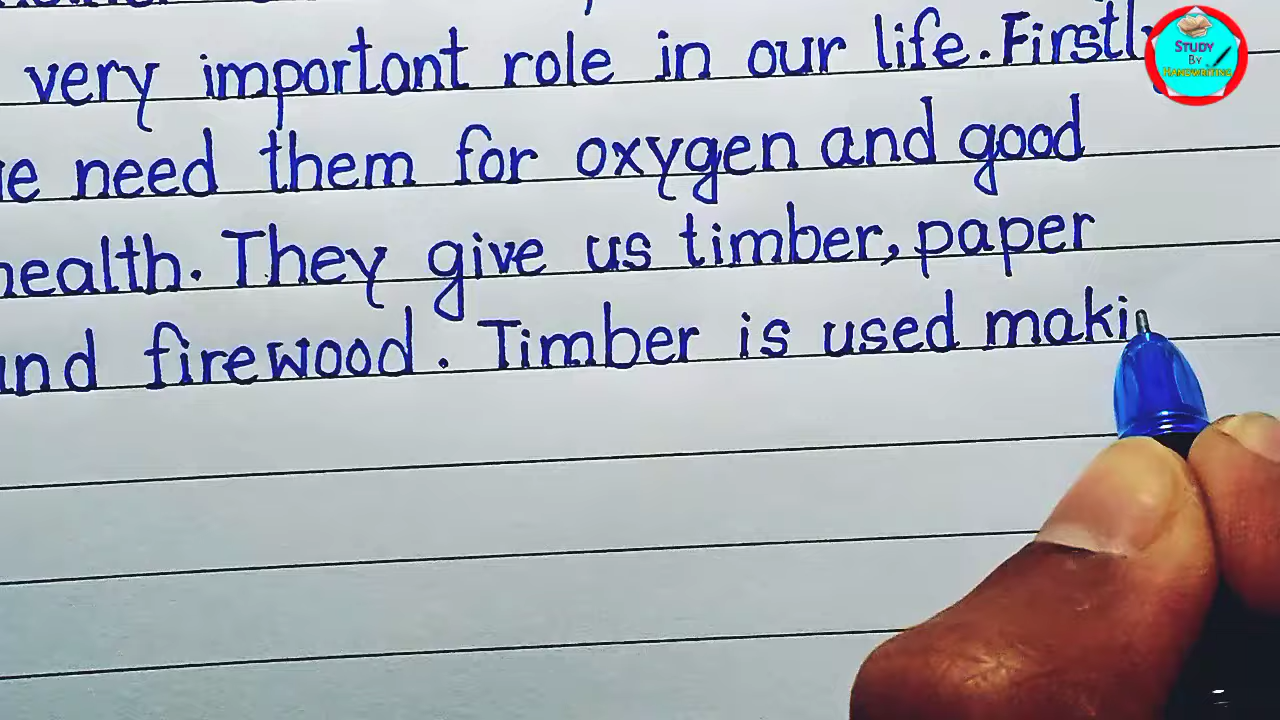 very important role in our life. Firstly
need them for oxygen and good
health. They give us timber, paper
and firewood. Timber is used maki
STUDY
BY
HANDWRITING